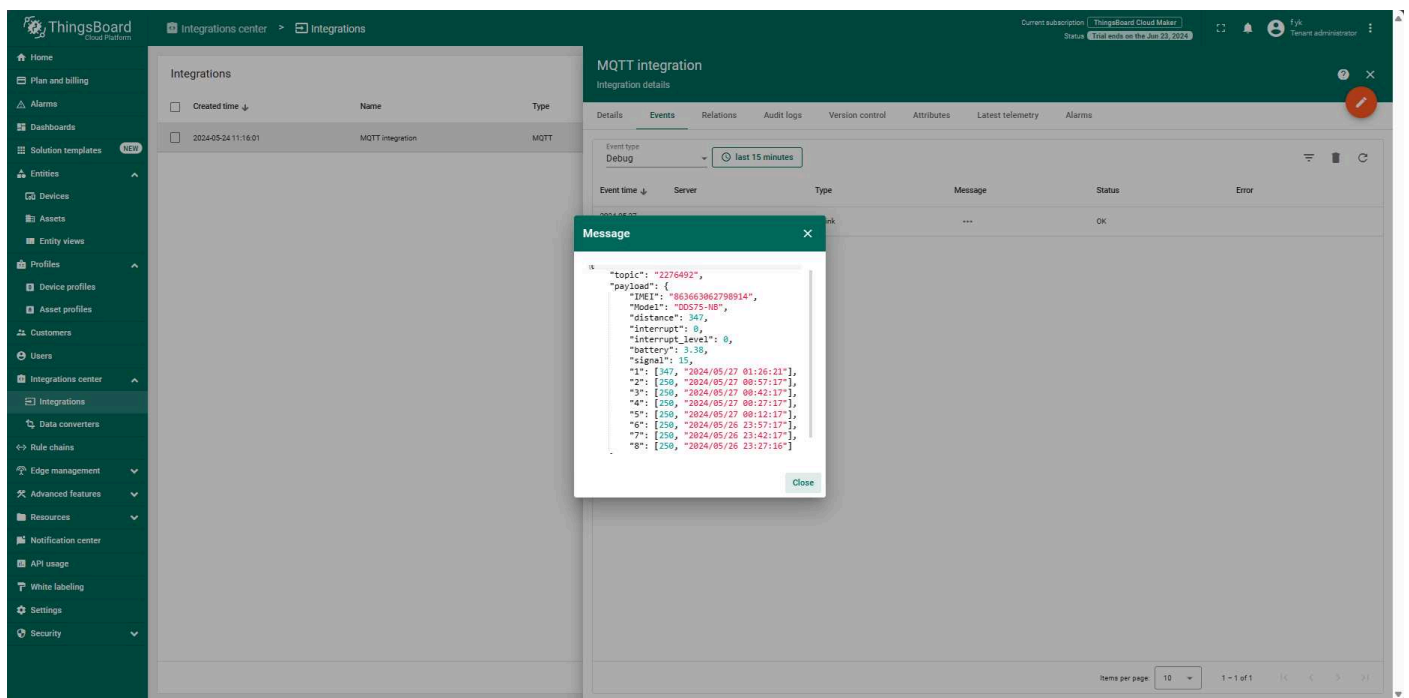 ThingsBoard
Cloud Platform
Integrations center > Integrations
Current subscription ThingsBoard Cloud Maker
Status Trial ends on the Jun 23, 2024
f yk
Tenant administrator
Home
Plan and billing
Alarms
Dashboards
Solution templates NEW
Entities
Devices
Assets
Entity views
Profiles
Device profiles
Asset profiles
Customers
Users
Integrations center
Integrations
Data converters
Rule chains
Edge management
Advanced features
Resources
Notification center
API usage
White labeling
Settings
Security
Integrations
Created time Name Type
2024-05-24 11:16:01 MQTT integration MQTT
MQTT integration
Integration details
Details Events Relations Audit logs Version control Attributes Latest telemetry Alarms
Event type
Debug
last 15 minutes
Event time Server Type Message Status Error
... OK
Message
{
"topic": "2276492",
"payload": {
"IMEI": "863663062798914",
"Model": "DDS75-NB",
"distance": 347,
"interrupt": 0,
"interrupt_level": 0,
"battery": 3.38,
"signal": 15,
"1": [347, "2024/05/27 01:26:21"],
"2": [250, "2024/05/27 00:57:17"],
"3": [250, "2024/05/27 00:42:17"],
"4": [250, "2024/05/27 00:27:17"],
"5": [250, "2024/05/27 00:12:17"],
"6": [250, "2024/05/26 23:57:17"],
"7": [250, "2024/05/26 23:42:17"],
"8": [250, "2024/05/26 23:27:16"]
Close
Items per page: 10 1 – 1 of 1